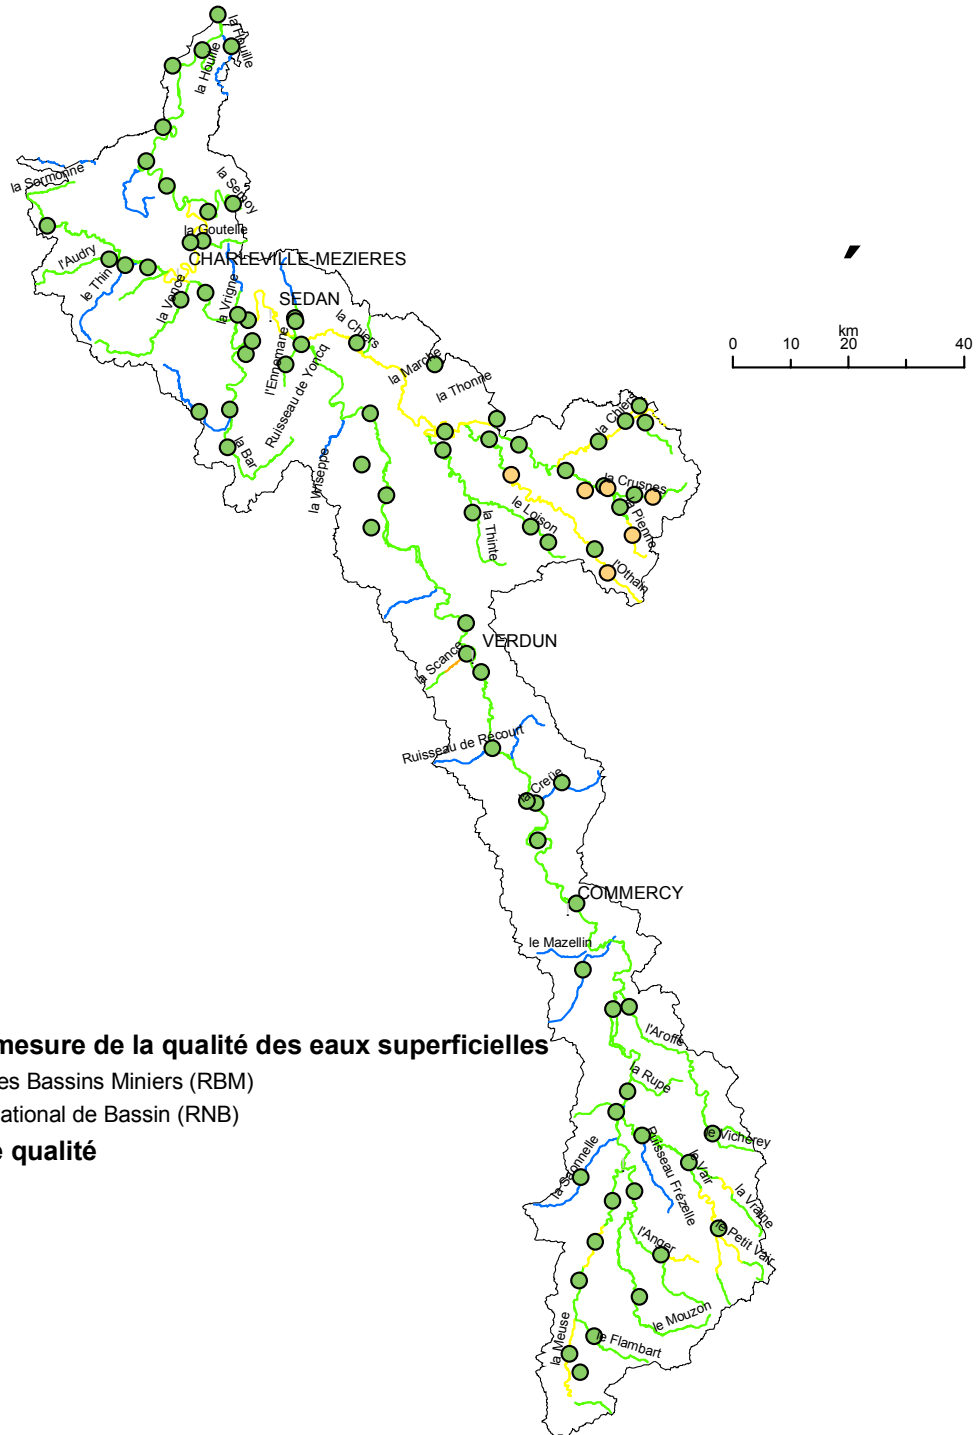 la Houille
la Houille
la Sormonne
la Semoy
la Goutelle
l'Audry
CHARLEVILLE-MEZIERES
le Thin
la Vence
la Vrigne
SEDAN
la Chiers
km
0 10 20 40
l'Ennemane
Ruisseau de Yoncq
la Marche
la Thonne
la Chiers
la Bar
la Wiseppe
la Crusnes
le Loison
la Pienne
la Thinte
l'Othain
VERDUN
la Scance
Ruisseau de Récourt
la Creüe
COMMERCY
le Mazellin
mesure de la qualité des eaux superficielles
l'Aroffe
es Bassins Miniers (RBM)
la Rupe
ational de Bassin (RNB)
e qualité
le Vicherey
la Saonnelle
Ruisseau Frézelle
le Vair
la Vraine
l'Anger
le Petit Vair
le Mouzon
la Meuse
le Flambart